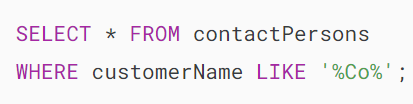 SELECT * FROM contactPersons
WHERE customerName LIKE '%Co%';